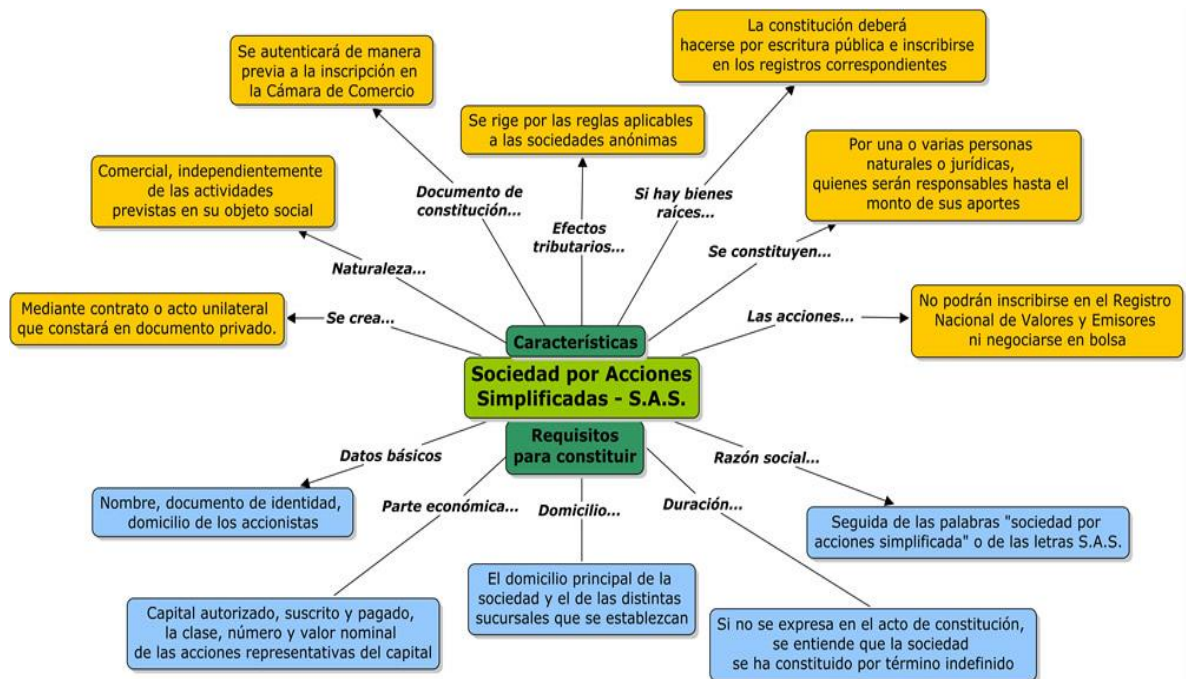 La constitución deberá
hacerse por escritura pública e inscribirse
en los registros correspondientes
Se autenticará de manera
previa a la inscripción en
la Cámara de Comercio
Se rige por las reglas aplicables
a las sociedades anónimas
Por una o varias personas
naturales o jurídicas,
quienes serán responsables hasta el
monto de sus aportes
Comercial, independientemente
de las actividades
previstas en su objeto social
Documento de
constitución...
Efectos
tributarios...
Si hay bienes
raíces...
Se constituyen...
Naturaleza...
Mediante contrato o acto unilateral
que constará en documento privado.
Se crea...
Las acciones...
No podrán inscribirse en el Registro
Nacional de Valores y Emisores
ni negociarse en bolsa
Características
Sociedad por Acciones
Simplificadas - S.A.S.
Requisitos
para constituir
Datos básicos
Razón social...
Parte económica...
Domicilio...
Duración...
Nombre, documento de identidad,
domicilio de los accionistas
Seguida de las palabras "sociedad por
acciones simplificada" o de las letras S.A.S.
Capital autorizado, suscrito y pagado,
la clase, número y valor nominal
de las acciones representativas del capital
El domicilio principal de la
sociedad y el de las distintas
sucursales que se establezcan
Si no se expresa en el acto de constitución,
se entiende que la sociedad
se ha constituido por término indefinido